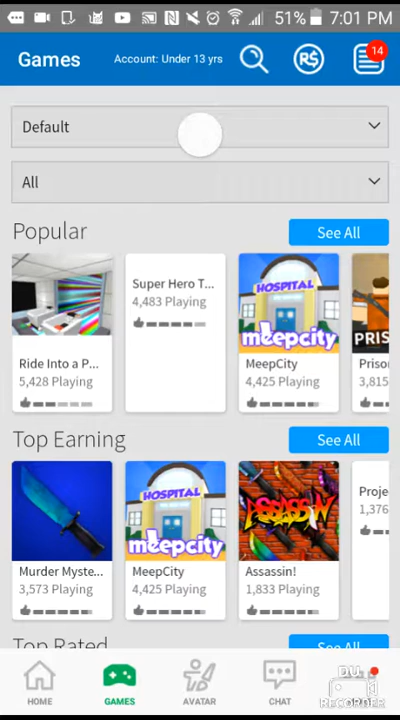 51% 7:01 PM
Games
Account: Under 13 yrs
R$
14
Default
All
Popular
See All
HOSPITAL
meepcity
PRIS
Ride Into a P...
5,428 Playing
Super Hero T...
4,483 Playing
MeepCity
4,425 Playing
Prison
3,815
Top Earning
See All
HOSPITAL
meepcity
ASSASSIN
Murder Myste...
3,573 Playing
MeepCity
4,425 Playing
Assassin!
1,833 Playing
Proje
1,376
Top Rated
See All
HOME
GAMES
AVATAR
CHAT
DU
RECORDER